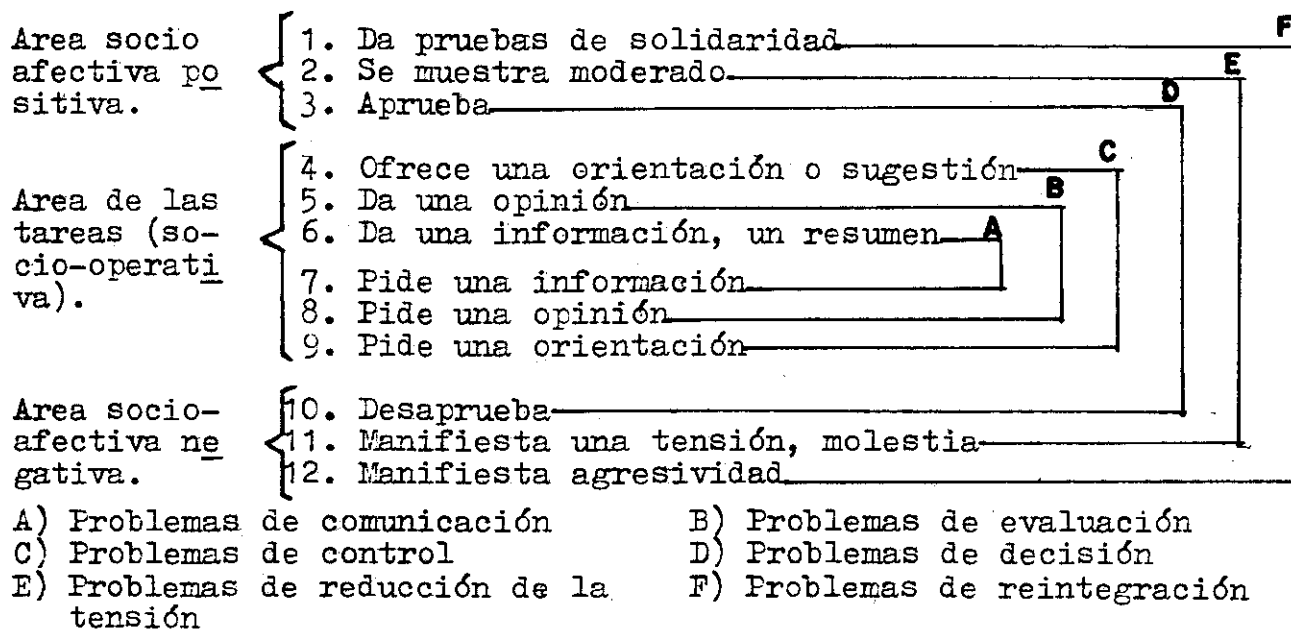 Area socio
afectiva po
sitiva.
1. Da pruebas de solidaridad F
2. Se muestra moderado E
3. Aprueba D
Area de las
tareas (so-
cio-operati
va).
4. Ofrece una orientación o sugestión C
5. Da una opinión B
6. Da una información, un resumen A
7. Pide una información
8. Pide una opinión
9. Pide una orientación
Area socio-
afectiva ne
gativa.
10. Desaprueba
11. Manifiesta una tensión, molestia
12. Manifiesta agresividad
A) Problemas de comunicación
B) Problemas de evaluación
C) Problemas de control
D) Problemas de decisión
E) Problemas de reducción de la
tensión
F) Problemas de reintegración